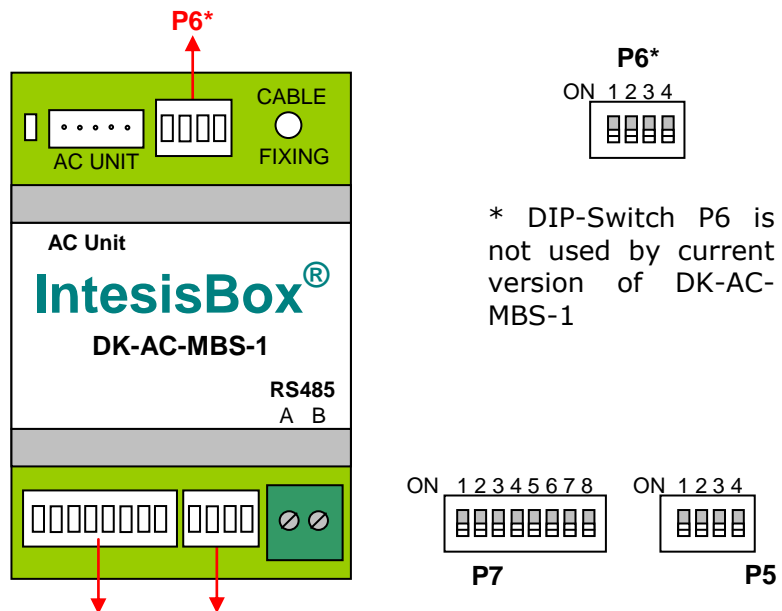 P6*
CABLE
AC UNIT
FIXING
AC Unit
IntesisBox®
DK-AC-MBS-1
RS485
A B
P6*
ON 1 2 3 4
* DIP-Switch P6 is
not used by current
version of DK-AC-
MBS-1
ON 1 2 3 4 5 6 7 8
P7
ON 1 2 3 4
P5